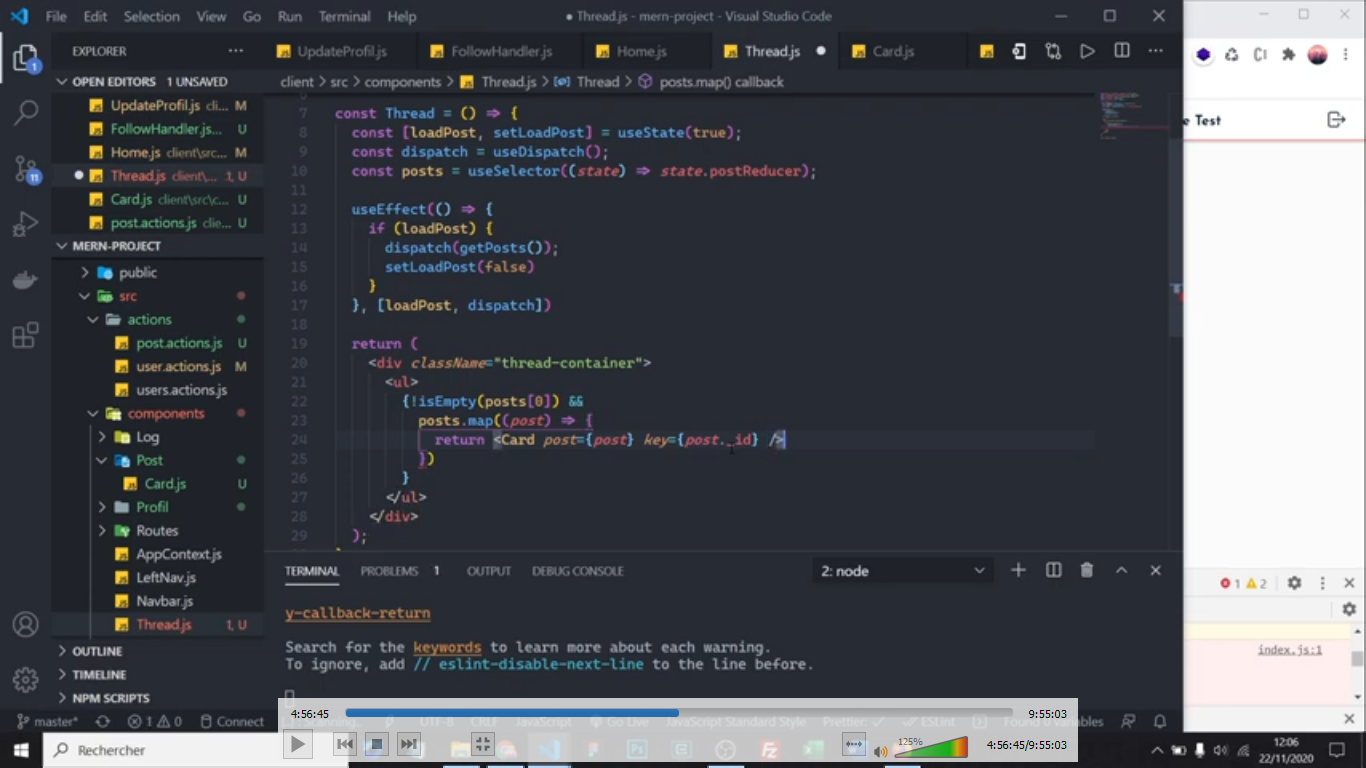 File Edit Selection View Go Run Terminal Help
● Thread.js - mern-project - Visual Studio Code
EXPLORER
UpdateProfil.js FollowHandler.js Home.js Thread.js Card.js
OPEN EDITORS 1 UNSAVED
client > src > components > Thread.js > Thread > posts.map() callback
UpdateProfil.js cli... M
FollowHandler.js... U
Home.js client\src... M
Thread.js client\... 1, U
Card.js client\src\c... U
post.actions.js clie... U
MERN-PROJECT
public
src
actions
post.actions.js U
user.actions.js M
users.actions.js
components
Log
Post
Card.js U
Profil
Routes
AppContext.js
LeftNav.js
Navbar.js
Thread.js 1, U
OUTLINE
TIMELINE
NPM SCRIPTS
7 const Thread = () => {
8 const [loadPost, setLoadPost] = useState(true);
9 const dispatch = useDispatch();
10 const posts = useSelector((state) => state.postReducer);
11
12 useEffect(() => {
13 if (loadPost) {
14 dispatch(getPosts());
15 setLoadPost(false)
16 }
17 }, [loadPost, dispatch])
18
19 return (
20 <div className="thread-container">
21 <ul>
22 {!isEmpty(posts[0]) &&
23 posts.map((post) => {
24 return <Card post={post} key={post._id} />
25 })
26 }
27 </ul>
28 </div>
29 );
TERMINAL PROBLEMS 1 OUTPUT DEBUG CONSOLE
2: node
y-callback-return
Search for the keywords to learn more about each warning.
To ignore, add // eslint-disable-next-line to the line before.
master* 1 0 Connect
UTF-8 CRLF JavaScript Go Live JavaScript Standard Style Prettier: ESLint
4:56:45 9:55:03
125%
4:56:45/9:55:03
Rechercher
e Test
1 2
index.js:1
12:06
22/11/2020